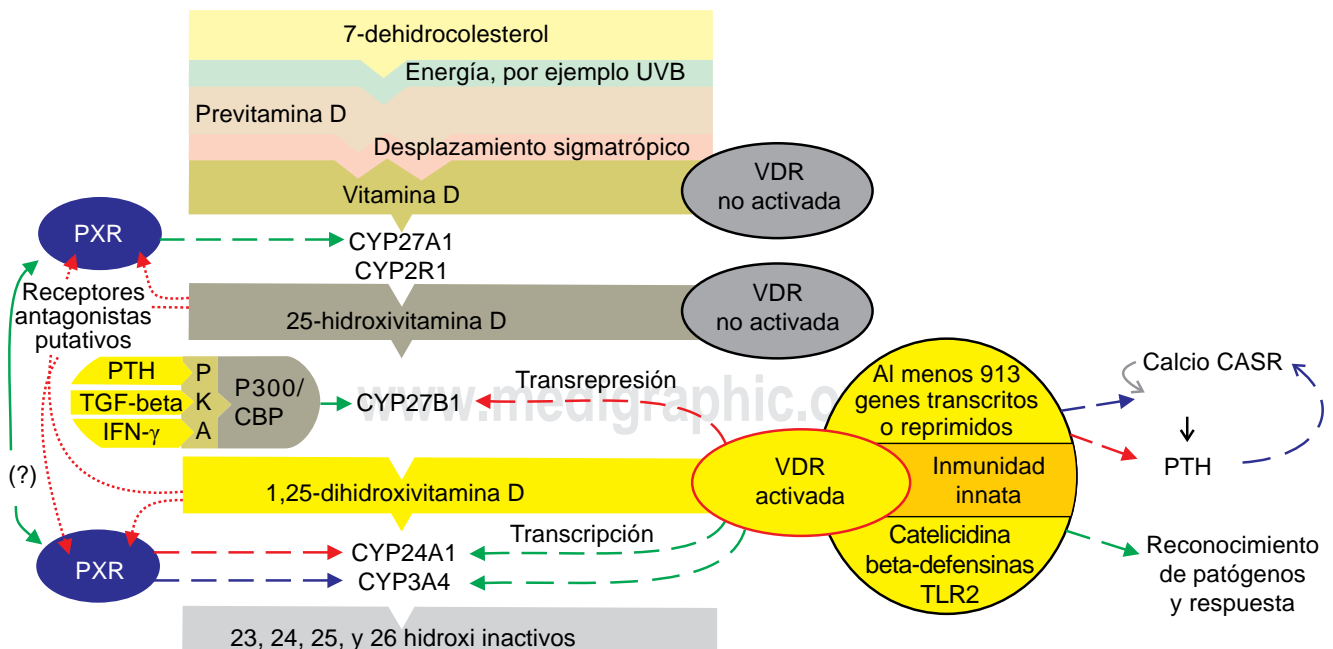 7-dehidrocolesterol
Energía, por ejemplo UVB
Previtamina D
Desplazamiento sigmatrópico
Vitamina D
VDR
no activada
PXR
CYP27A1
CYP2R1
Receptores
antagonistas
putativos
25-hidroxivitamina D
VDR
no activada
PTH
TGF-beta
IFN-γ
P
K
A
P300/
CBP
CYP27B1
Transrepresión
www.medigraphic.c
Al menos 913
genes transcritos
o reprimidos
Calcio CASR
PTH
(?)
1,25-dihidroxivitamina D
VDR
activada
Inmunidad
innata
PXR
CYP24A1
CYP3A4
Transcripción
Catelicidina
beta-defensinas
TLR2
Reconocimiento
de patógenos
y respuesta
23, 24, 25, y 26 hidroxi inactivos